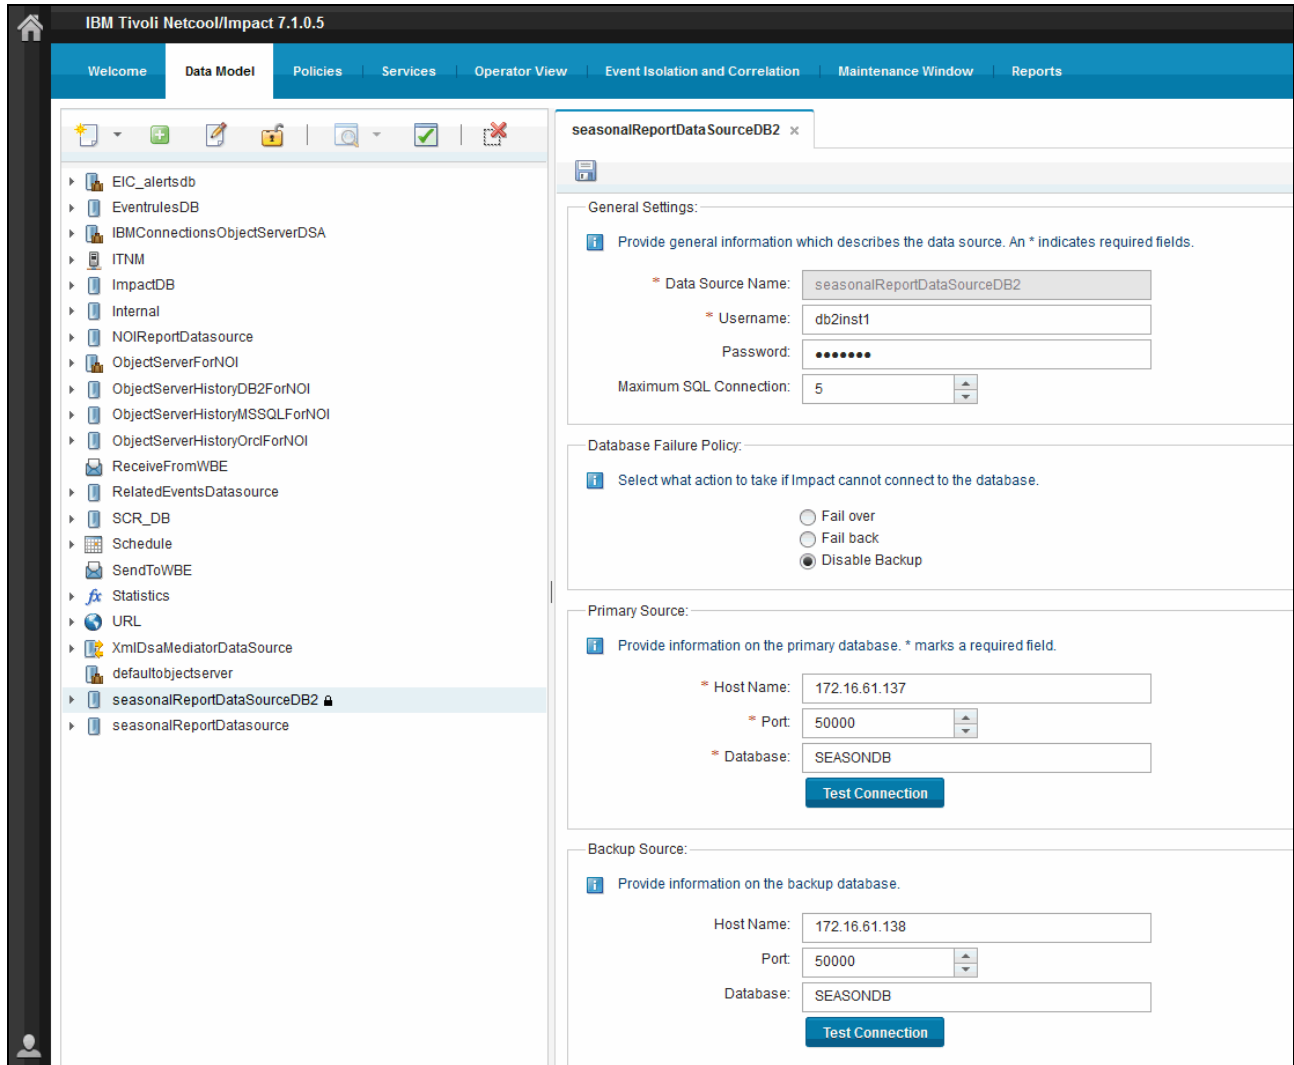 IBM Tivoli Netcool/Impact 7.1.0.5
Welcome Data Model Policies Services Operator View Event Isolation and Correlation Maintenance Window Reports
EIC_alertsdb
EventrulesDB
IBMConnectionsObjectServerDSA
ITNM
ImpactDB
Internal
NOIReportDatasource
ObjectServerForNOI
ObjectServerHistoryDB2ForNOI
ObjectServerHistoryMSSQLForNOI
ObjectServerHistoryOrclForNOI
ReceiveFromWBE
RelatedEventsDatasource
SCR_DB
Schedule
SendToWBE
fx Statistics
URL
XmlDsaMediatorDataSource
defaultobjectserver
seasonalReportDataSourceDB2
seasonalReportDatasource
seasonalReportDataSourceDB2 ×
General Settings:
Provide general information which describes the data source. An * indicates required fields.
* Data Source Name: seasonalReportDataSourceDB2
* Username: db2inst1
Password: •••••••
Maximum SQL Connection: 5
Database Failure Policy:
Select what action to take if Impact cannot connect to the database.
Fail over
Fail back
Disable Backup
Primary Source:
Provide information on the primary database. * marks a required field.
* Host Name: 172.16.61.137
* Port: 50000
* Database: SEASONDB
Test Connection
Backup Source:
Provide information on the backup database.
Host Name: 172.16.61.138
Port: 50000
Database: SEASONDB
Test Connection